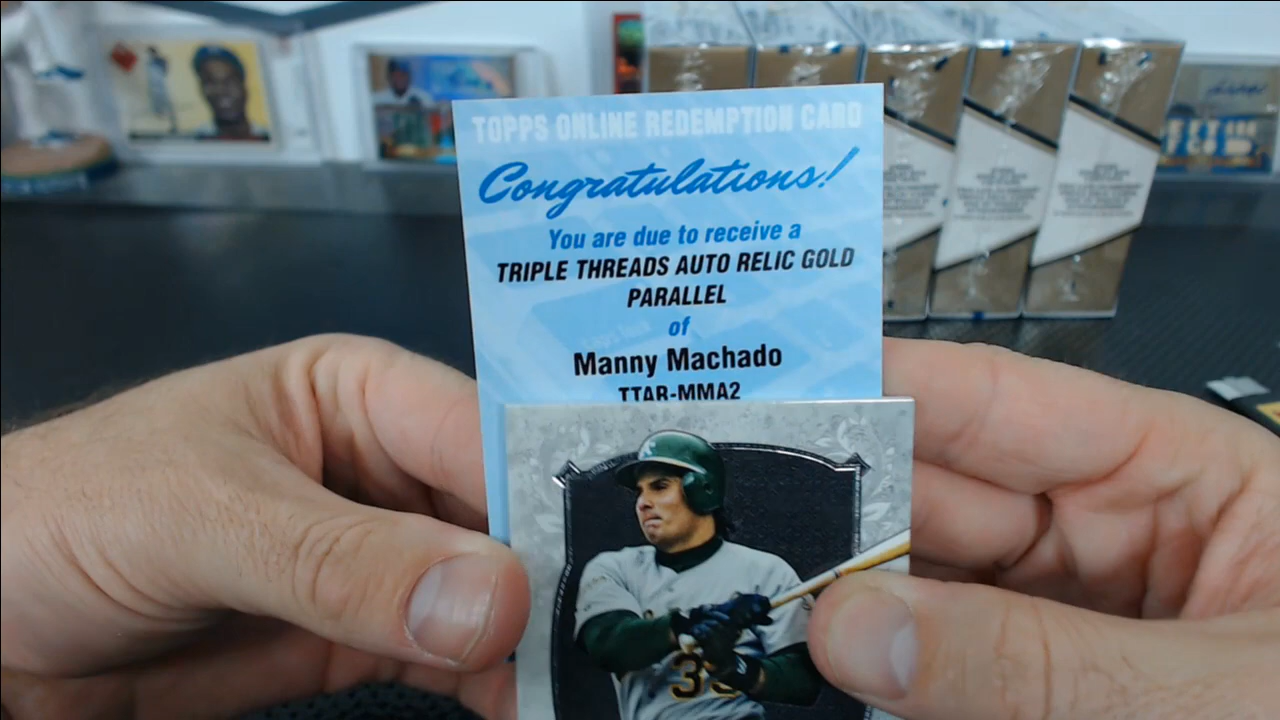 TOPPS ONLINE REDEMPTION CARD
Congratulations!
You are due to receive a
TRIPLE THREADS AUTO RELIC GOLD
PARALLEL
of
Manny Machado
TTAR-MMA2